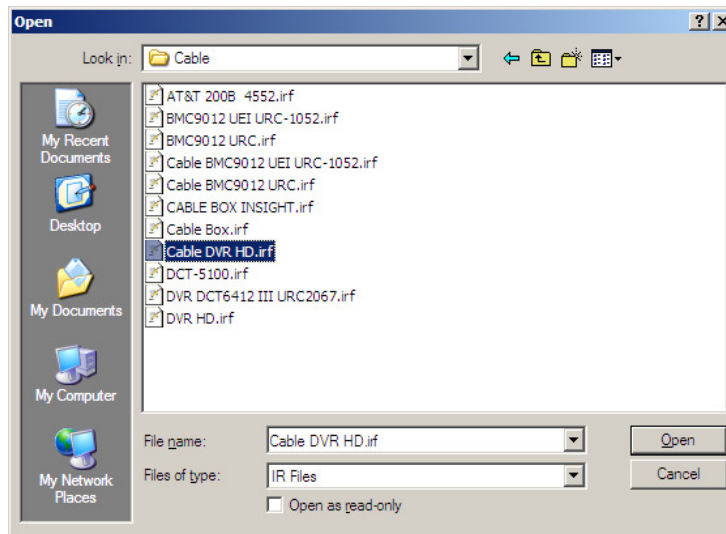 Open
Look in:
Cable
My Recent
Documents
Desktop
My Documents
My Computer
My Network
Places
AT&T 200B  4552.irf
BMC9012 UEI URC-1052.irf
BMC9012 URC.irf
Cable BMC9012 UEI URC-1052.irf
Cable BMC9012 URC.irf
CABLE BOX INSIGHT.irf
Cable Box.irf
Cable DVR HD.irf
DCT-5100.irf
DVR DCT6412 III URC2067.irf
DVR HD.irf
File name:
Cable DVR HD.irf
Open
Files of type:
IR Files
Cancel
Open as read-only